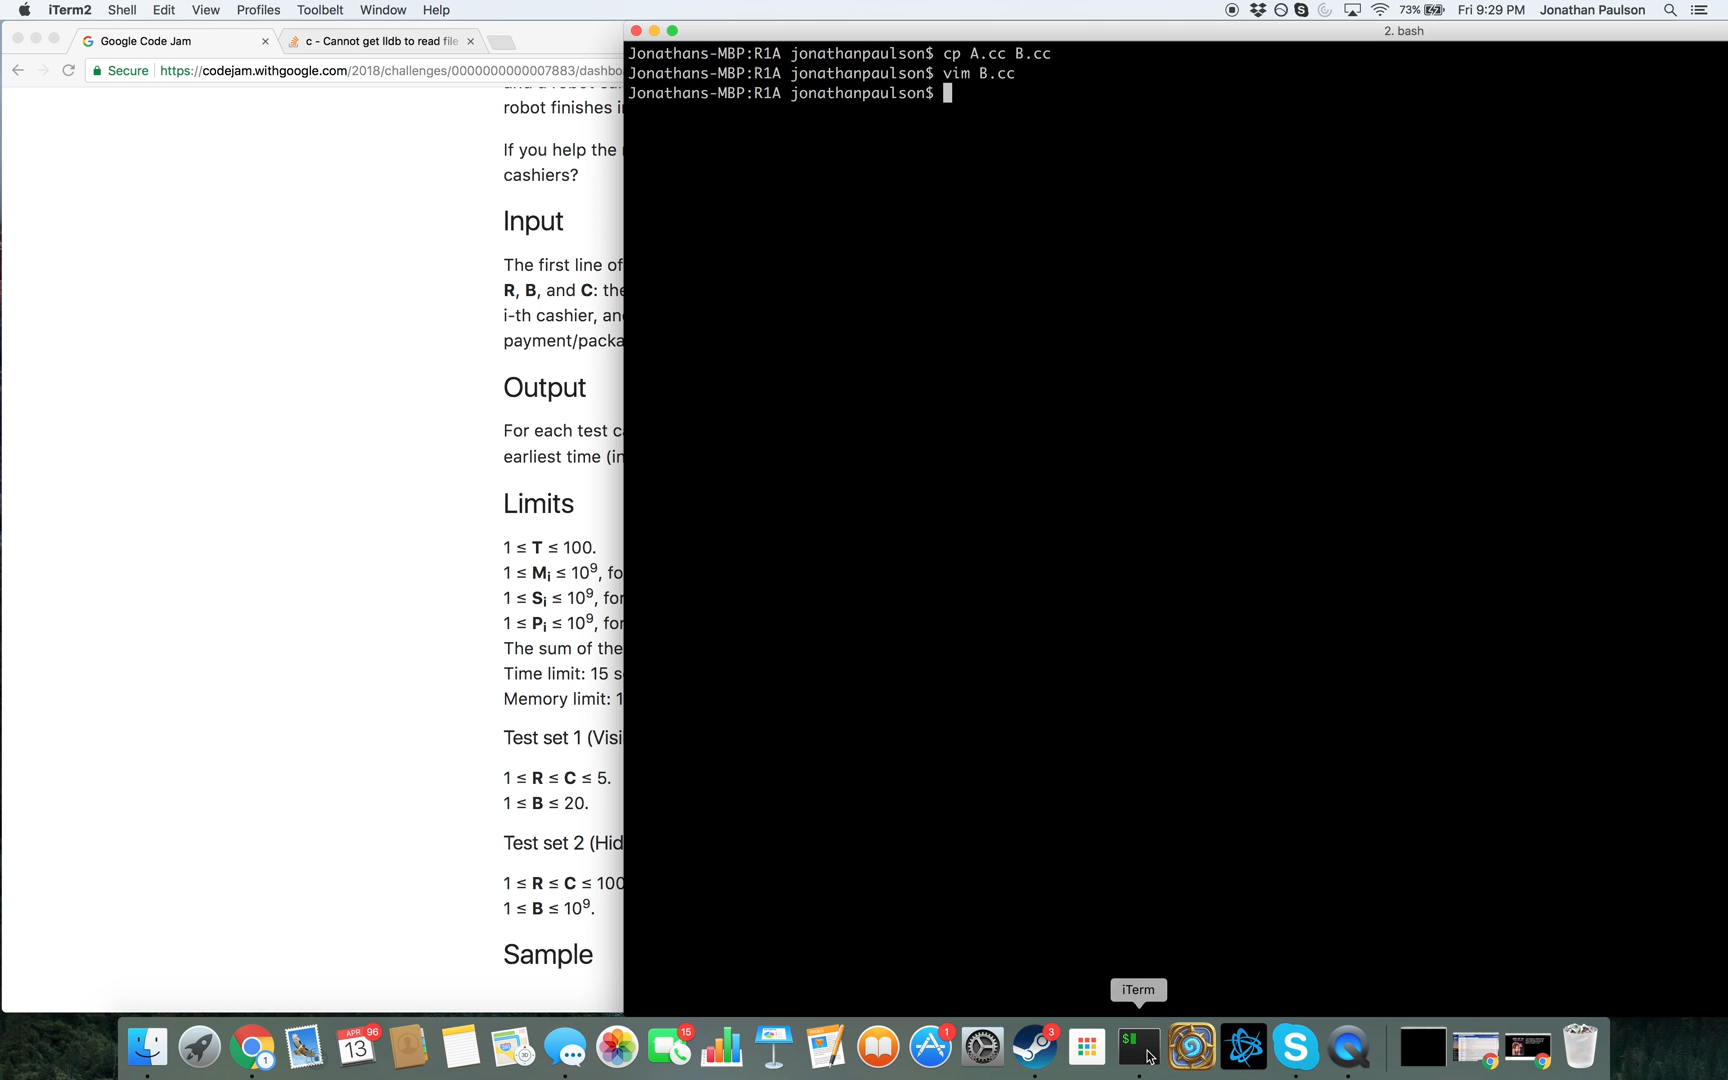 iTerm2 Shell Edit View Profiles Toolbelt Window Help
73% Fri 9:29 PM Jonathan Paulson
Google Code Jam
c - Cannot get lldb to read file
Secure https://codejam.withgoogle.com/2018/challenges/0000000000007883/dashbo
robot finishes i
If you help the
cashiers?
Input
The first line of
R, B, and C: the
i-th cashier, and
payment/packa
Output
For each test c
earliest time (in
Limits
1 ≤ T ≤ 100.
1 ≤ Mi ≤ 10⁹, fo
1 ≤ Si ≤ 10⁹, for
1 ≤ Pi ≤ 10⁹, for
The sum of the
Time limit: 15 s
Memory limit: 1
Test set 1 (Visi
1 ≤ R ≤ C ≤ 5.
1 ≤ B ≤ 20.
Test set 2 (Hid
1 ≤ R ≤ C ≤ 100
1 ≤ B ≤ 10⁹.
Sample
2. bash
Jonathans-MBP:R1A jonathanpaulson$ cp A.cc B.cc
Jonathans-MBP:R1A jonathanpaulson$ vim B.cc
Jonathans-MBP:R1A jonathanpaulson$
iTerm
1
APR 96
13
15
1
3
$